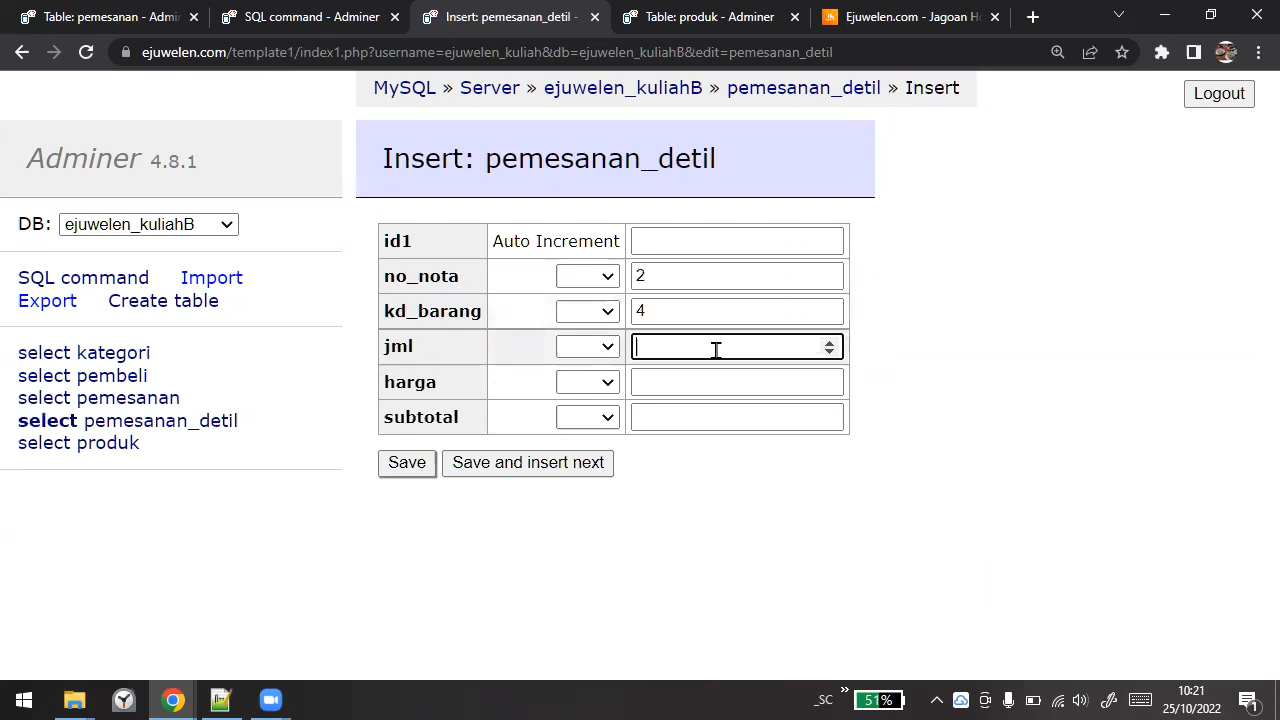 Table: pemesanan - Admi
SQL command - Adminer
Insert: pemesanan_detil -
Table: produk - Adminer
Jh Ejuwelen.com - Jagoan H
ejuwelen.com/template1/index1.php?username=ejuwelen_kuliah&db=ejuwelen_kuliahB&edit=pemesanan_detil
MySQL » Server » ejuwelen_kuliahB » pemesanan_detil » Insert
Logout
Adminer 4.8.1
Insert: pemesanan_detil
DB: ejuwelen_kuliahB
SQL command Import
Export Create table
select kategori
select pembeli
select pemesanan
select pemesanan_detil
select produk
id1 Auto Increment
no_nota 2
kd_barang 4
jml
harga
subtotal
Save Save and insert next
_SC » 51%
10:21
25/10/2022
1